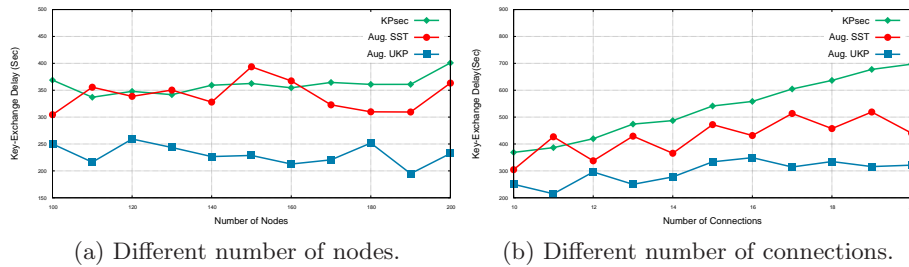 500
450
400
350
300
250
200
150
100
120
140
160
180
200
Key-Exchange Delay(Sec)
Number of Nodes
KPsec
Aug. SST
Aug. UKP
900
800
700
600
500
400
300
200
10
12
14
16
18
Key-Exchange Delay(Sec)
Number of Connections
KPsec
Aug. SST
Aug. UKP
(a) Different number of nodes.
(b) Different number of connections.